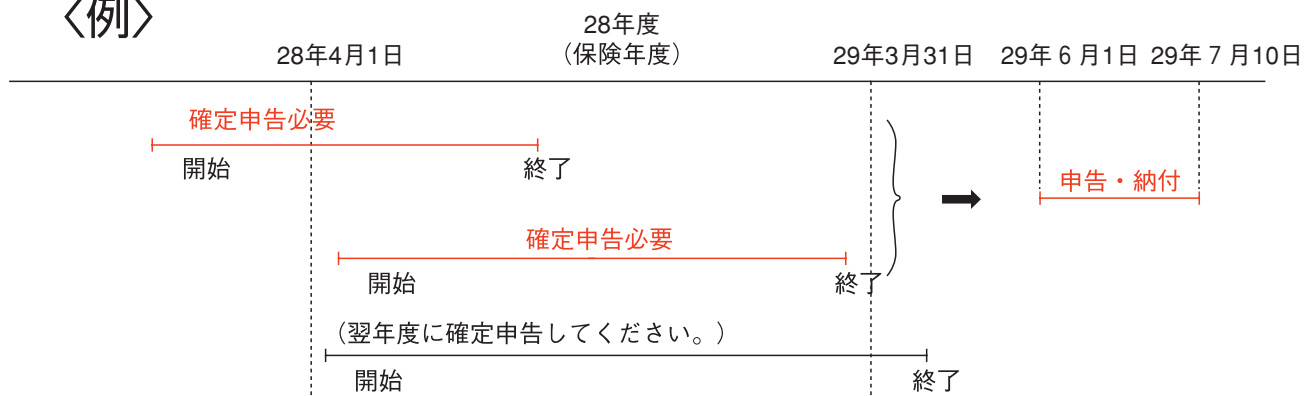 〈例〉
28年度
(保険年度)
28年4月1日
29年3月31日
29年6月1日
29年7月10日
確定申告必要
開始
終了
申告・納付
確定申告必要
開始
終了
(翌年度に確定申告してください。)
開始
終了